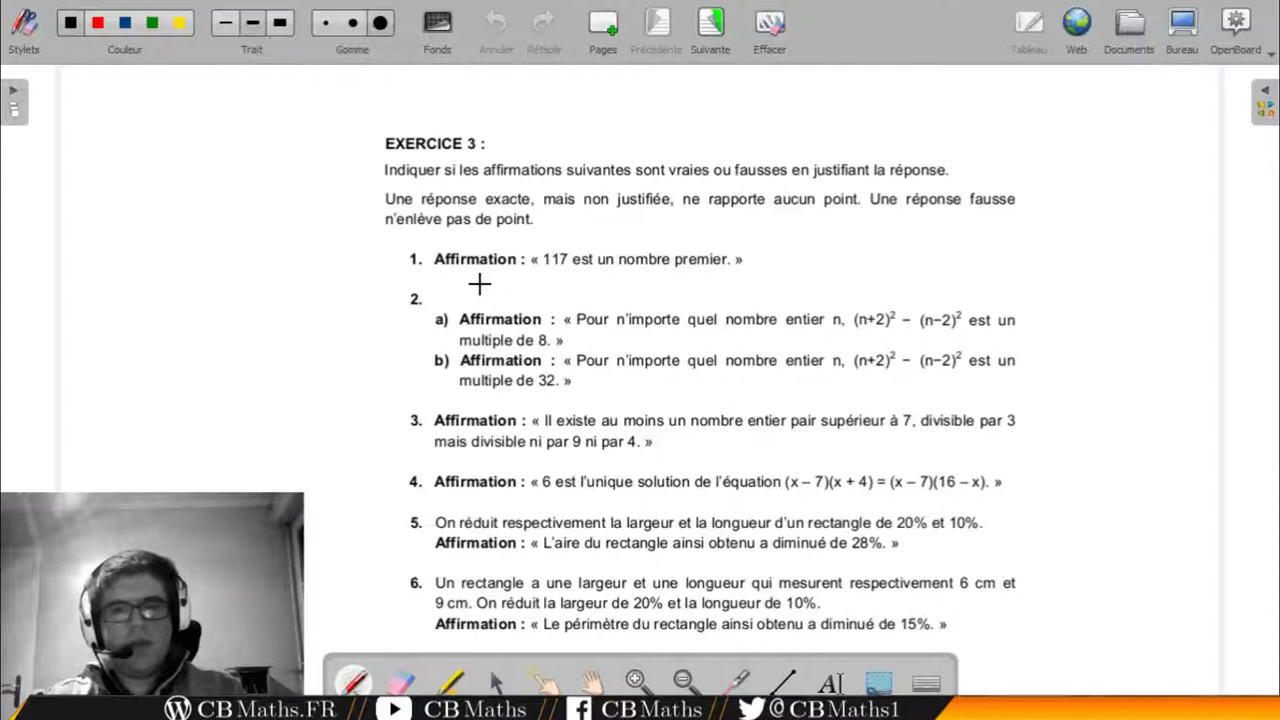 Stylets Couleur Trait Gomme Fonds Annuler Rétablir Pages Précédente Suivante Effacer Tableau Web Documents Bureau OpenBoard
EXERCICE 3 :
Indiquer si les affirmations suivantes sont vraies ou fausses en justifiant la réponse.
Une réponse exacte, mais non justifiée, ne rapporte aucun point. Une réponse fausse
n'enlève pas de point.
1. Affirmation : « 117 est un nombre premier. »
2.
a) Affirmation : « Pour n'importe quel nombre entier n, (n+2)² − (n−2)² est un
multiple de 8. »
b) Affirmation : « Pour n'importe quel nombre entier n, (n+2)² − (n−2)² est un
multiple de 32. »
3. Affirmation : « Il existe au moins un nombre entier pair supérieur à 7, divisible par 3
mais divisible ni par 9 ni par 4. »
4. Affirmation : « 6 est l'unique solution de l'équation (x – 7)(x + 4) = (x – 7)(16 – x). »
5. On réduit respectivement la largeur et la longueur d'un rectangle de 20% et 10%.
Affirmation : « L'aire du rectangle ainsi obtenu a diminué de 28%. »
6. Un rectangle a une largeur et une longueur qui mesurent respectivement 6 cm et
9 cm. On réduit la largeur de 20% et la longueur de 10%.
Affirmation : « Le périmètre du rectangle ainsi obtenu a diminué de 15%. »
CBMaths.FR // CBMaths // CBMaths // @CBMaths1